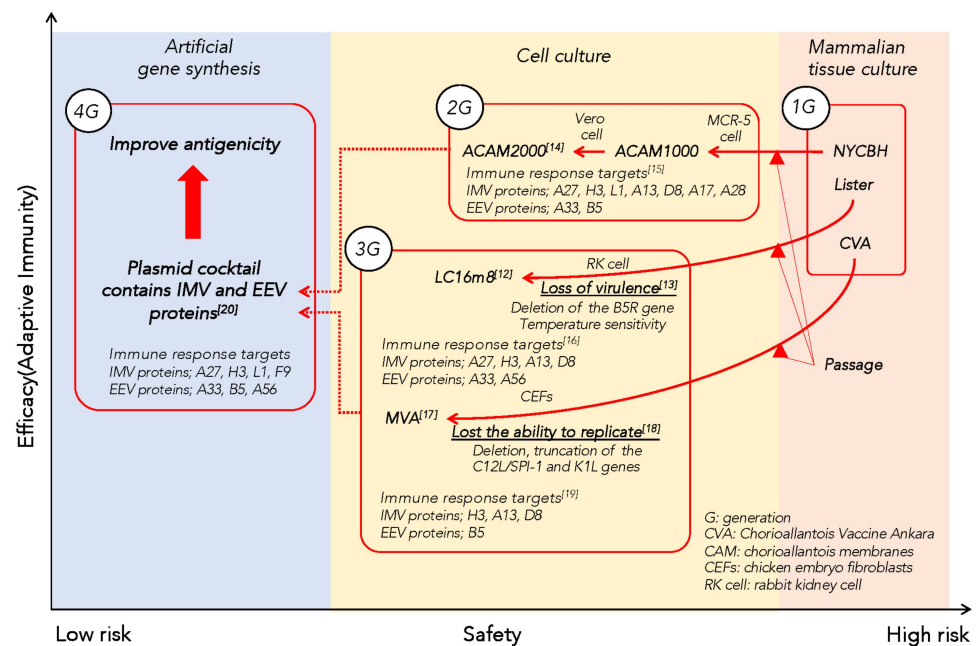 Artificial
gene synthesis
Cell culture
Mammalian
tissue culture
4G
Improve antigenicity
Plasmid cocktail
contains IMV and EEV
proteins[20]
Immune response targets
IMV proteins; A27, H3, L1, F9
EEV proteins; A33, B5, A56
2G
Vero
cell
MCR-5
cell
ACAM2000[14]
ACAM1000
Immune response targets[15]
IMV proteins; A27, H3, L1, A13, D8, A17, A28
EEV proteins; A33, B5
1G
NYCBH
Lister
CVA
3G
RK cell
LC16m8[12]
Loss of virulence[13]
Deletion of the B5R gene
Temperature sensitivity
Immune response targets[16]
IMV proteins; A27, H3, A13, D8
EEV proteins; A33, A56
CEFs
MVA[17]
Lost the ability to replicate[18]
Deletion, truncation of the
C12L/SPI-1 and K1L genes
Immune response targets[19]
IMV proteins; H3, A13, D8
EEV proteins; B5
Passage
G: generation
CVA: Chorioallantois Vaccine Ankara
CAM: chorioallantois membranes
CEFs: chicken embryo fibroblasts
RK cell: rabbit kidney cell
Efficacy(Adaptive Immunity)
Low risk
Safety
High risk